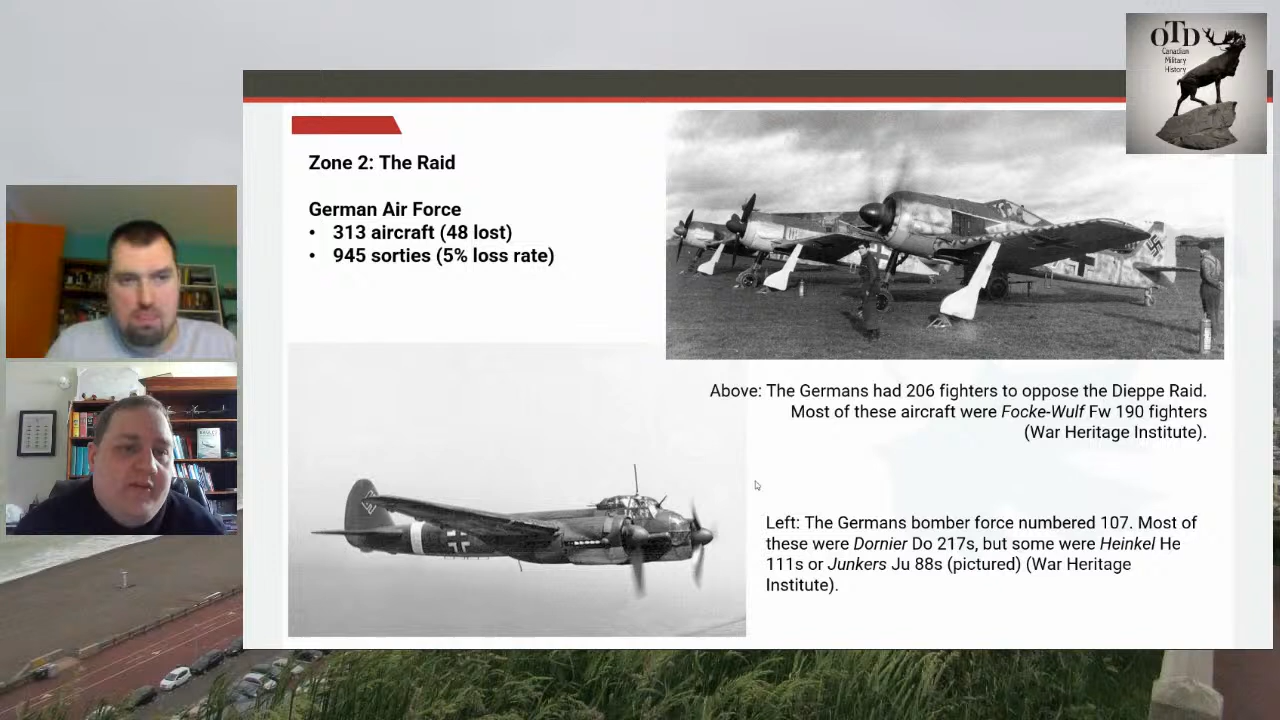 OTD
Canadian
Military
History
Zone 2: The Raid
German Air Force
• 313 aircraft (48 lost)
• 945 sorties (5% loss rate)
Above: The Germans had 206 fighters to oppose the Dieppe Raid.
Most of these aircraft were Focke-Wulf Fw 190 fighters
(War Heritage Institute).
Left: The Germans bomber force numbered 107. Most of
these were Dornier Do 217s, but some were Heinkel He
111s or Junkers Ju 88s (pictured) (War Heritage
Institute).